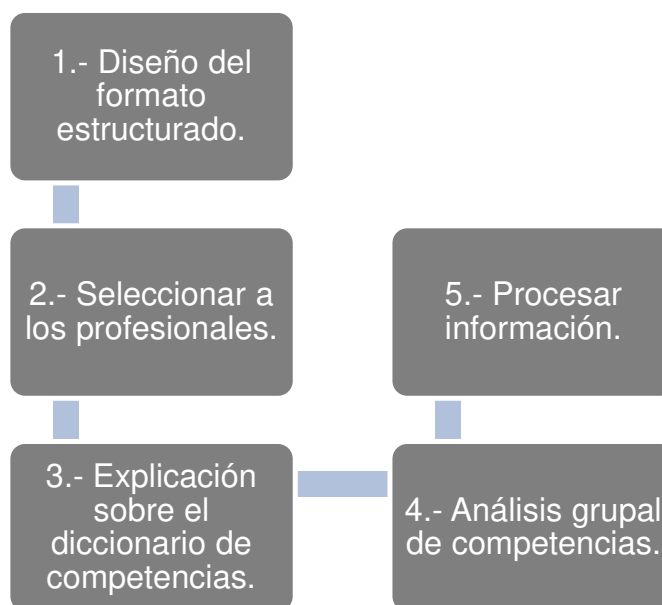 1.- Diseño del
formato
estructurado.
2.- Seleccionar a
los profesionales.
3.- Explicación
sobre el
diccionario de
competencias.
4.- Análisis grupal
de competencias.
5.- Procesar
información.